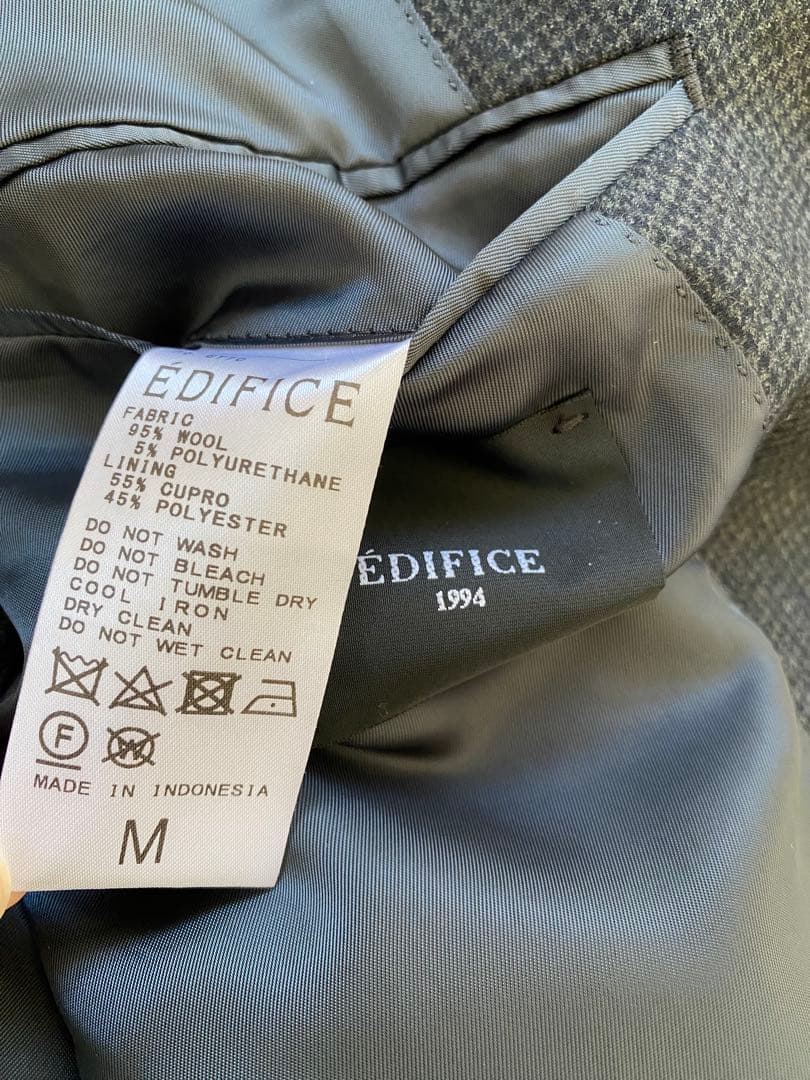 ÉDIFICE
FABRIC
95% WOOL
5% POLYURETHANE
LINING
55% CUPRO
45% POLYESTER
DO NOT WASH
DO NOT BLEACH
DO NOT TUMBLE DRY
COOL IRON
DRY CLEAN
DO NOT WET CLEAN
F W
MADE IN INDONESIA
M
ÉDIFICE
1994